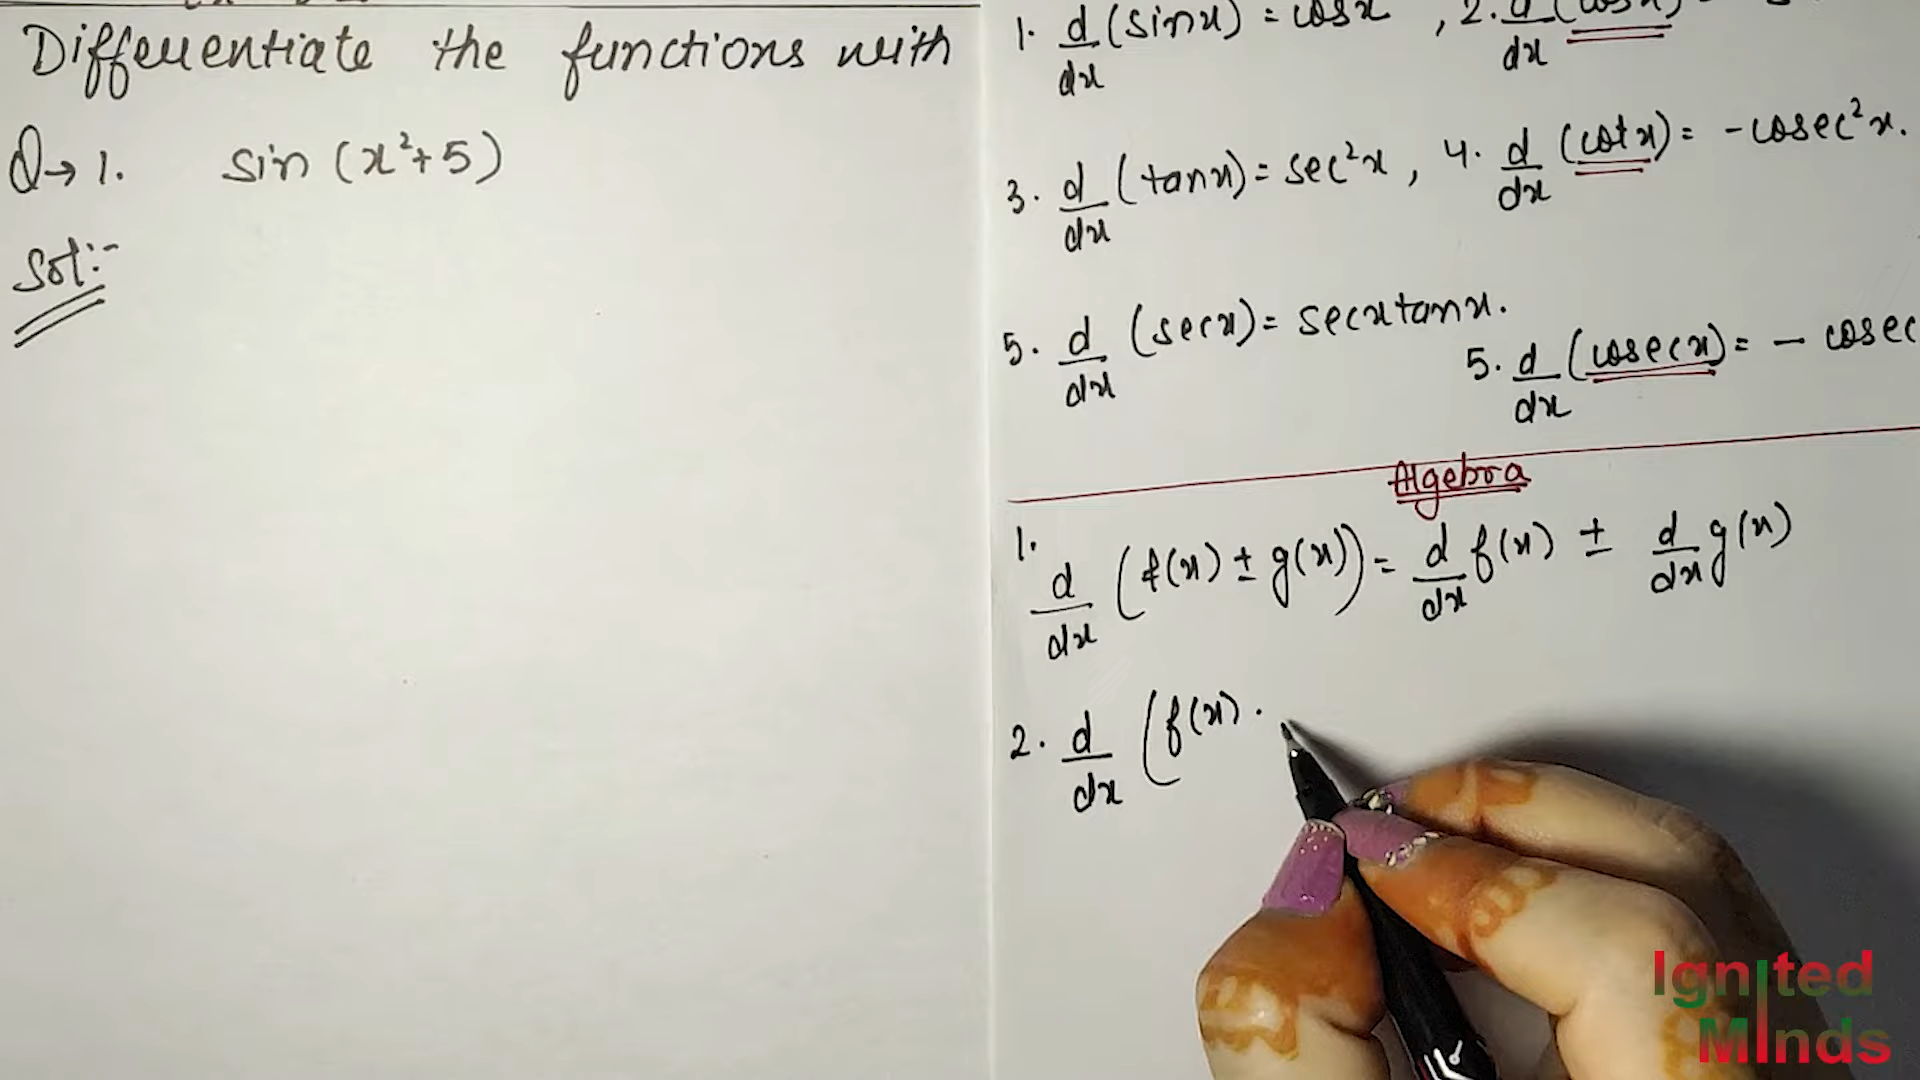 Differentiate the functions with
Q→1. sin (x²+5)
Sol:-
1. d/dx (sinx) = cosx , 2. d/dx (cosx) = -
3. d/dx (tanx) = sec²x , 4. d/dx (cotx) = -cosec²x.
5. d/dx (secx) = secxtanx.
5. d/dx (cosecx) = - cosec
Algebra
1. d/dx (f(x) ± g(x)) = d/dx f(x) ± d/dx g(x)
2. d/dx (f(x) .
Ignited
Minds